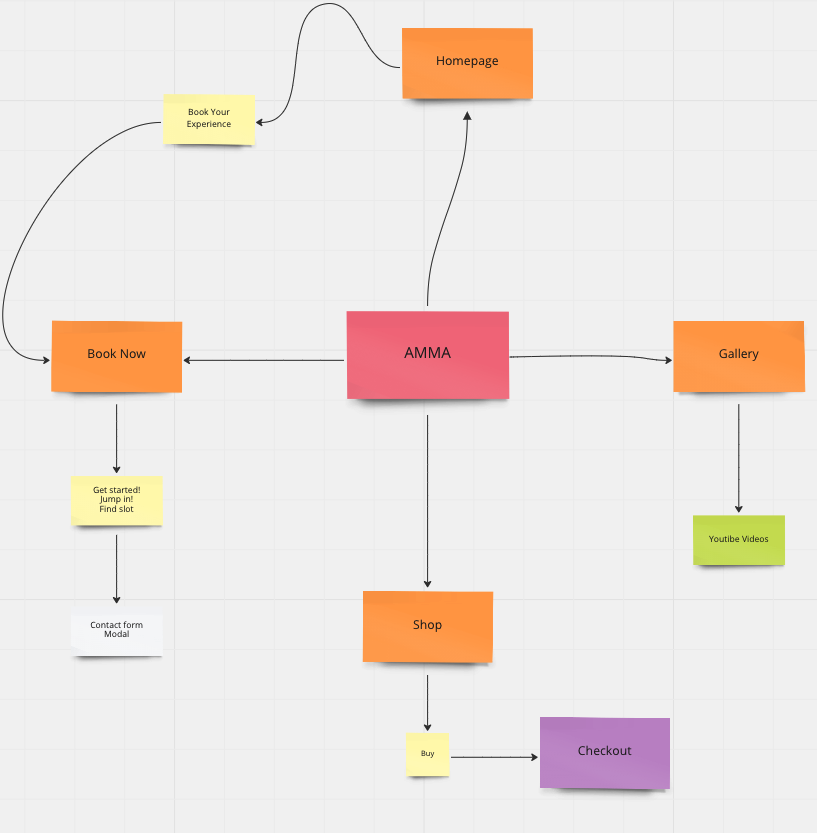 Homepage
Book Your
Experience
Book Now
AMMA
Gallery
Get started!
Jump in!
Find slot
Youtibe Videos
Contact form
Modal
Shop
Buy
Checkout